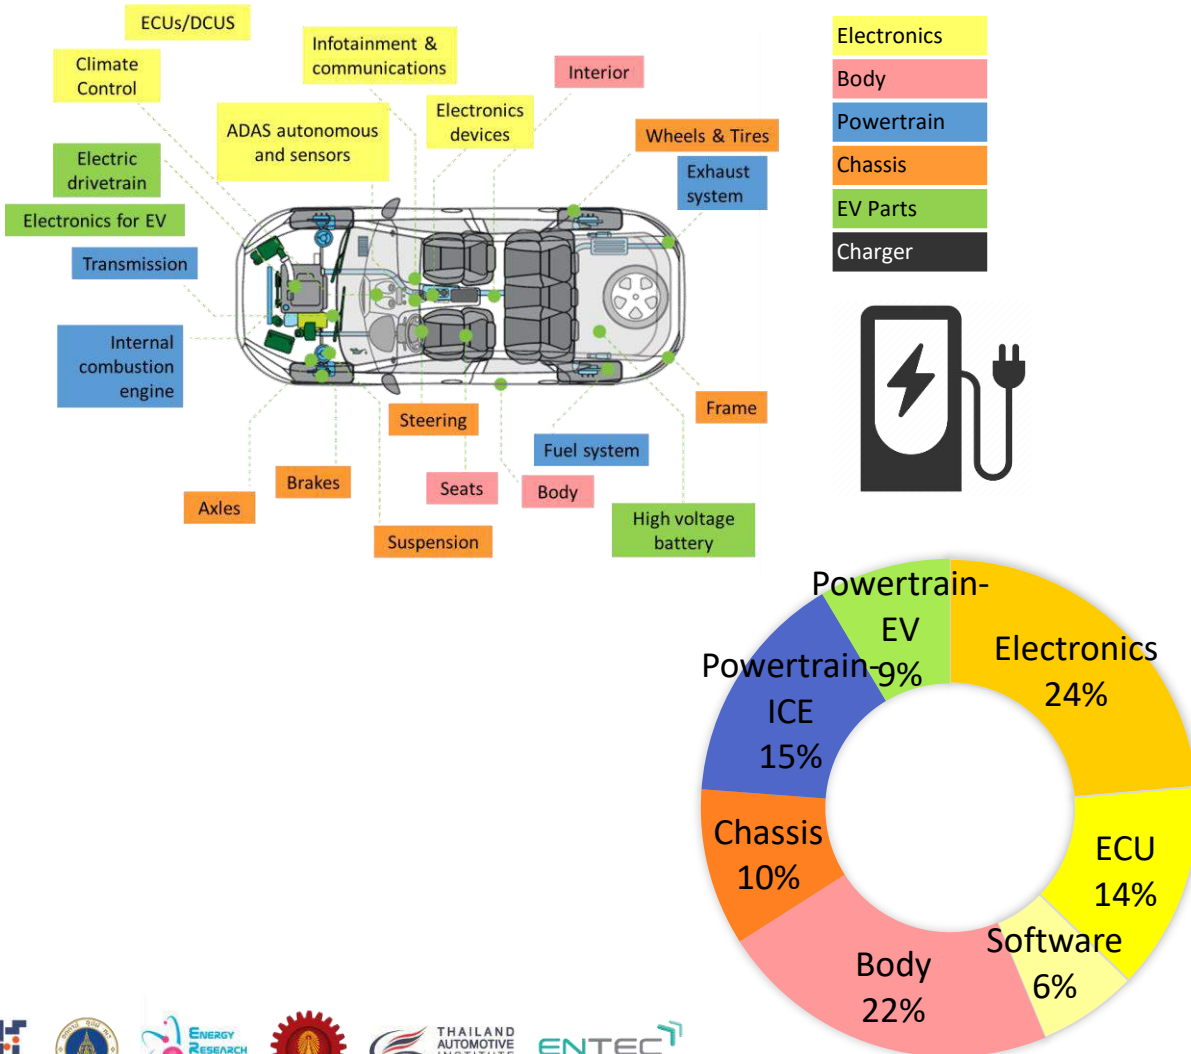 ECUs/DCUS
Infotainment &
communications
Climate
Control
Interior
Electronics
devices
ADAS autonomous
and sensors
Wheels & Tires
Electric
drivetrain
Exhaust
system
Electronics for EV
Transmission
Internal
combustion
engine
Steering
Frame
Fuel system
Brakes
Seats
Body
Axles
Suspension
High voltage
battery
Electronics
Body
Powertrain
Chassis
EV Parts
Charger
Powertrain-
EV
9%
Electronics
24%
Powertrain-
ICE
15%
Chassis
10%
ECU
14%
Software
6%
Body
22%
ENERGY
RESEARCH
THAILAND
AUTOMOTIVE
INSTITUTE
ENTEC